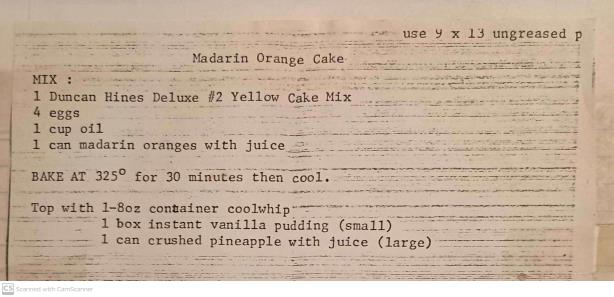 use 9 x 13 ungreased p
Madarin Orange Cake
MIX :
1 Duncan Hines Deluxe #2 Yellow Cake Mix
4 eggs
1 cup oil
1 can madarin oranges with juice
BAKE AT 325° for 30 minutes then cool.
Top with 1-8oz container coolwhip
1 box instant vanilla pudding (small)
1 can crushed pineapple with juice (large)
CS Scanned with CamScanner